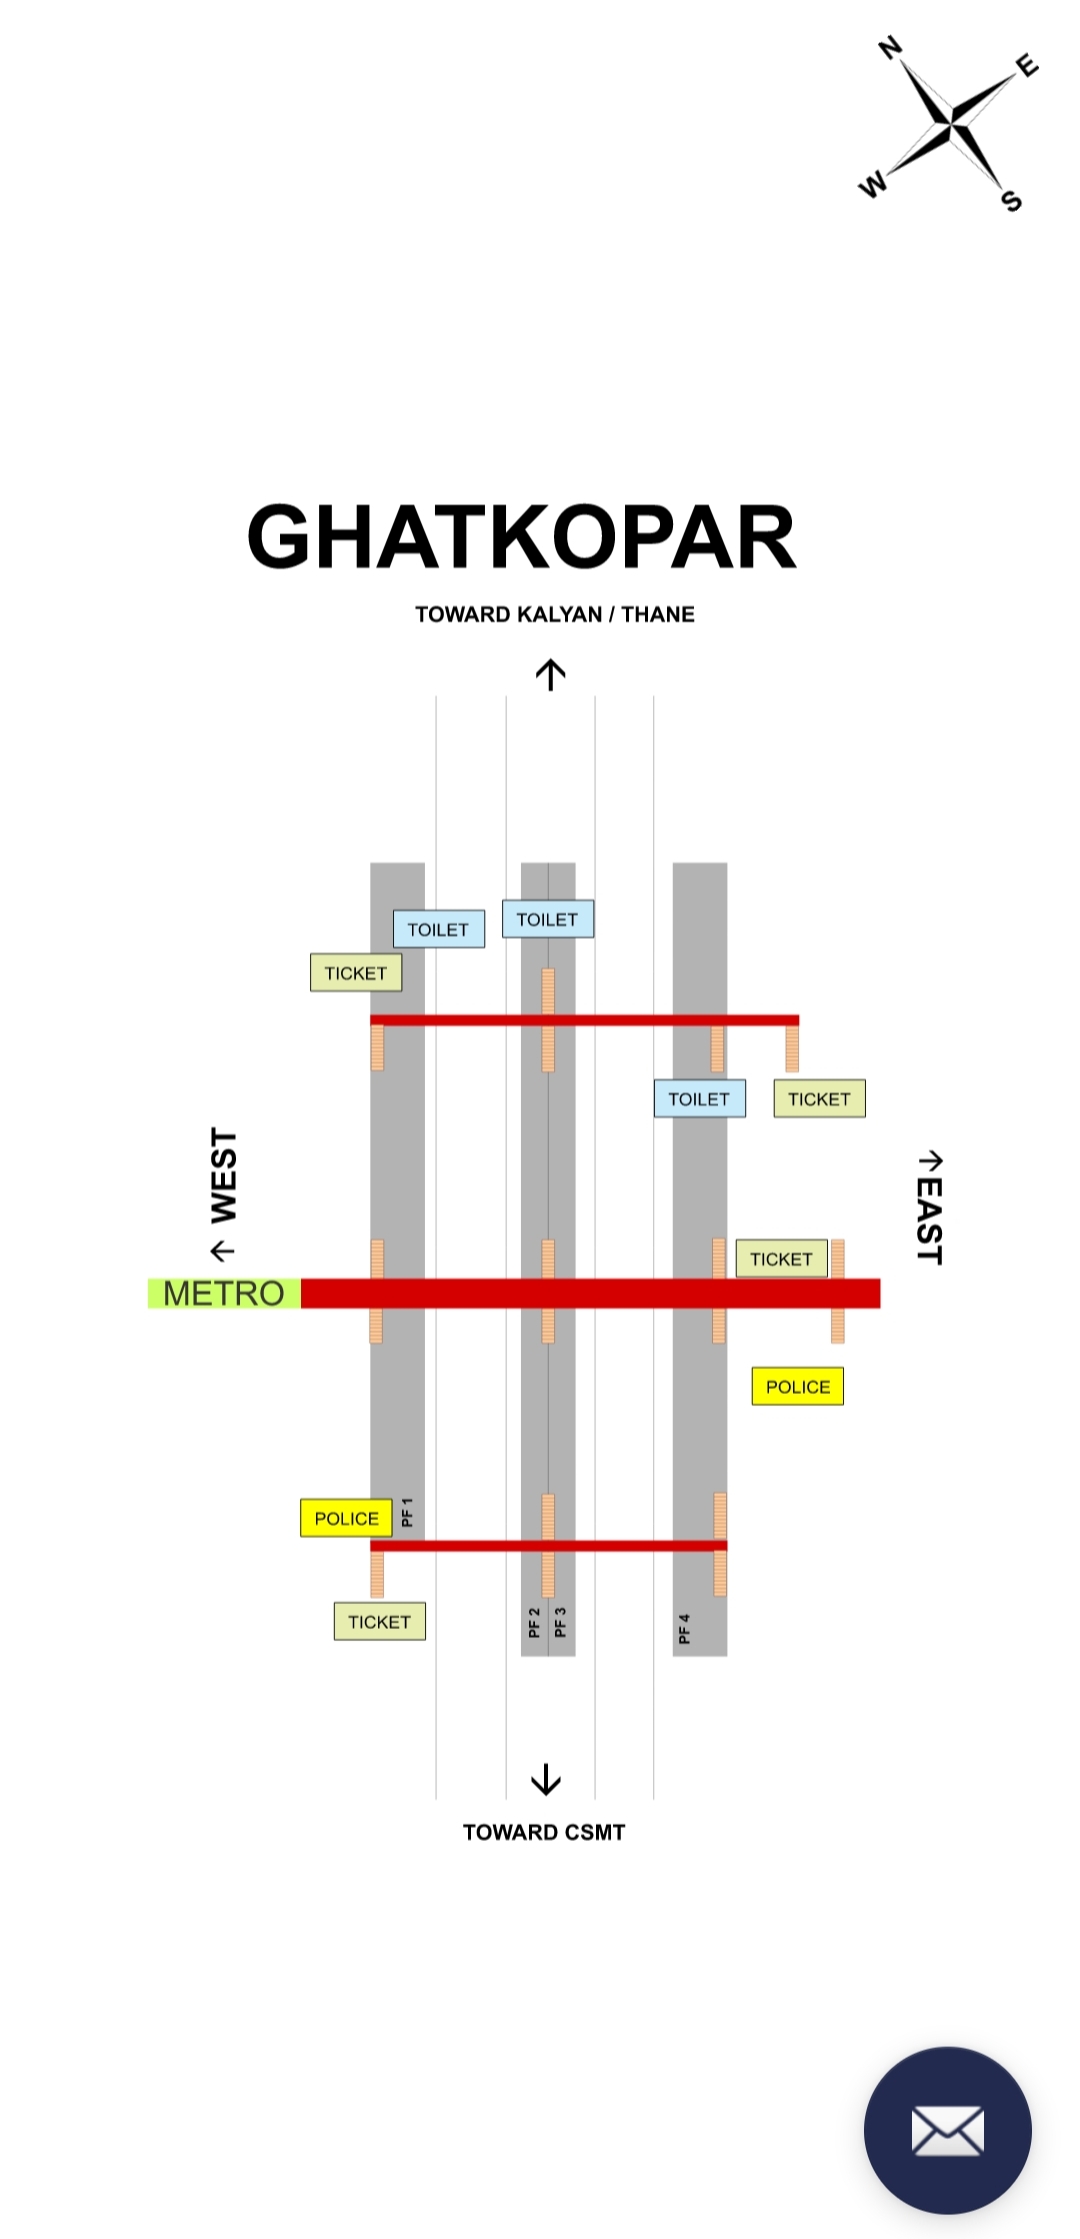 N
E
W
S
GHATKOPAR
TOWARD KALYAN / THANE
↑
TOILET
TOILET
TICKET
TOILET
TICKET
↑ WEST
↑ EAST
TICKET
METRO
POLICE
POLICE
PF 1
TICKET
PF 2
PF 3
PF 4
↓
TOWARD CSMT